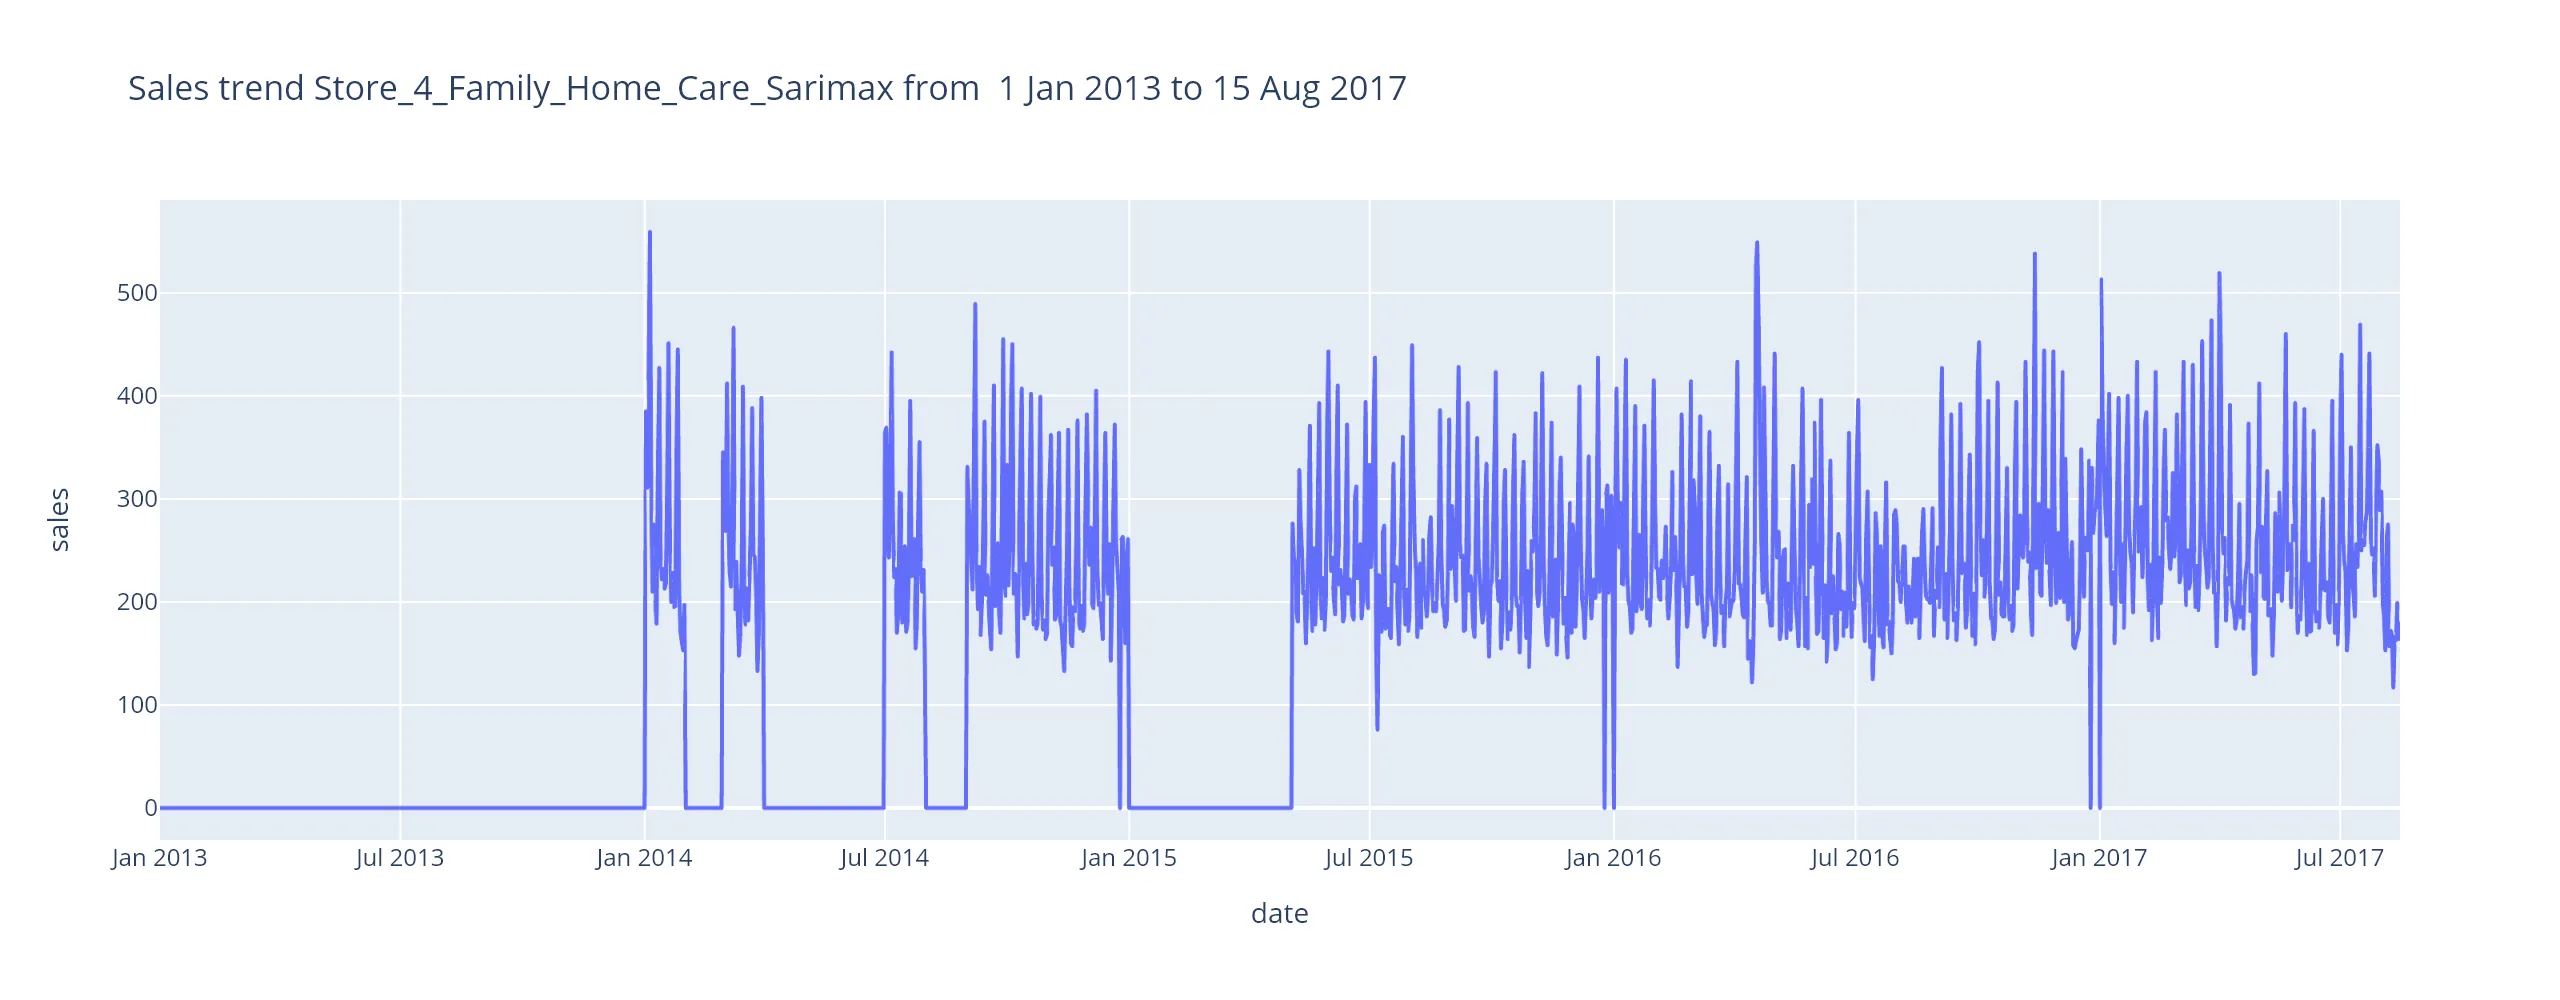 Sales trend Store_4_Family_Home_Care_Sarimax from  1 Jan 2013 to 15 Aug 2017
500
400
300
200
100
0
sales
Jan 2013 Jul 2013 Jan 2014 Jul 2014 Jan 2015 Jul 2015 Jan 2016 Jul 2016 Jan 2017 Jul 2017
date